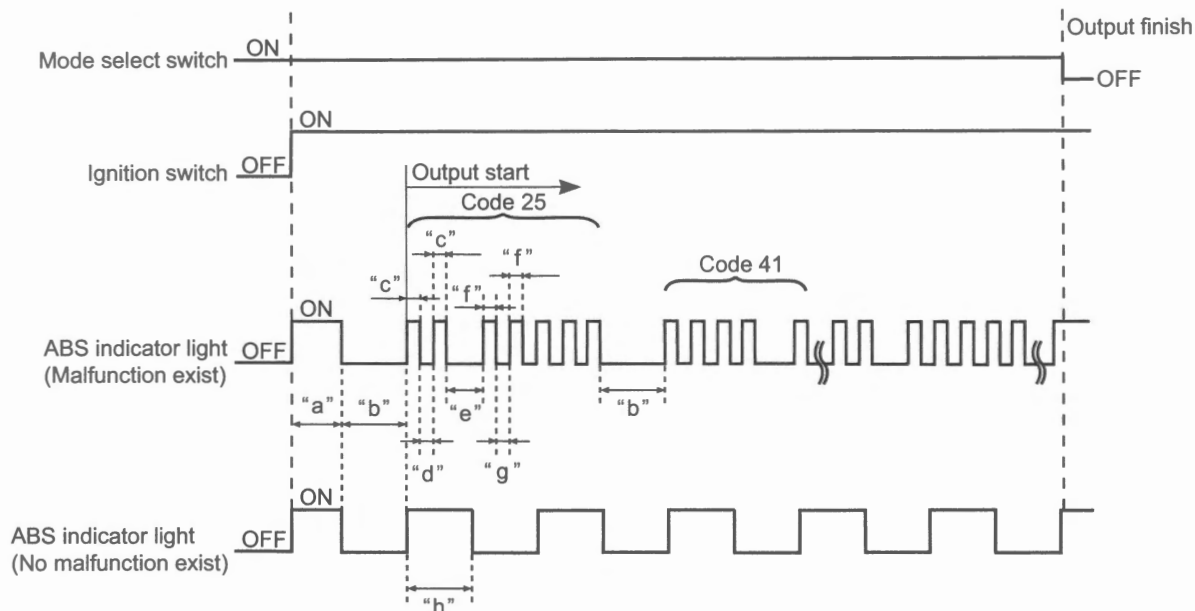 Output finish
Mode select switch ON
OFF
ON
Ignition switch OFF
Output start
Code 25
“c” “f” Code 41
“c” “f”
ON
ABS indicator light OFF
(Malfunction exist)
“a” “b” “e” “b”
“d” “g”
ON
ABS indicator light OFF
(No malfunction exist)
“h”